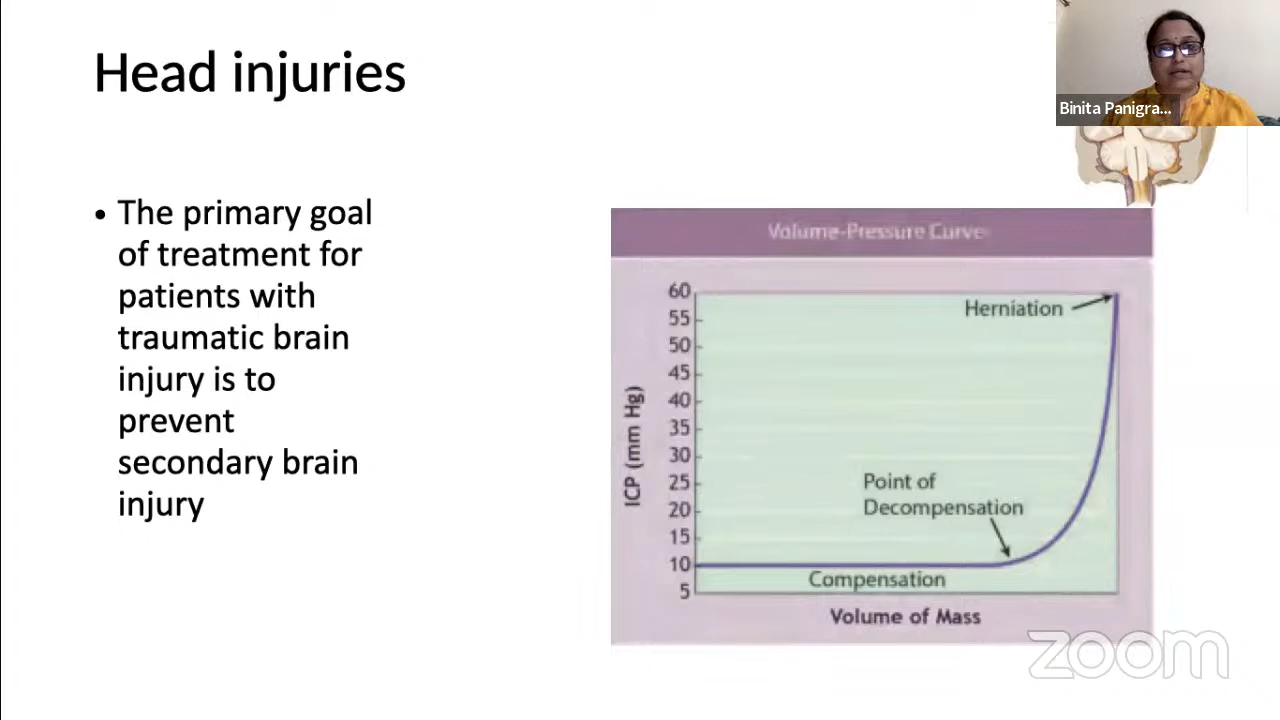 Head injuries
Binita Panigra...
• The primary goal
of treatment for
patients with
traumatic brain
injury is to
prevent
secondary brain
injury
Volume-Pressure Curve
60
55
50
45
40
35
30
25
20
15
10
5
ICP (mm Hg)
Herniation
Point of
Decompensation
Compensation
Volume of Mass
zoom